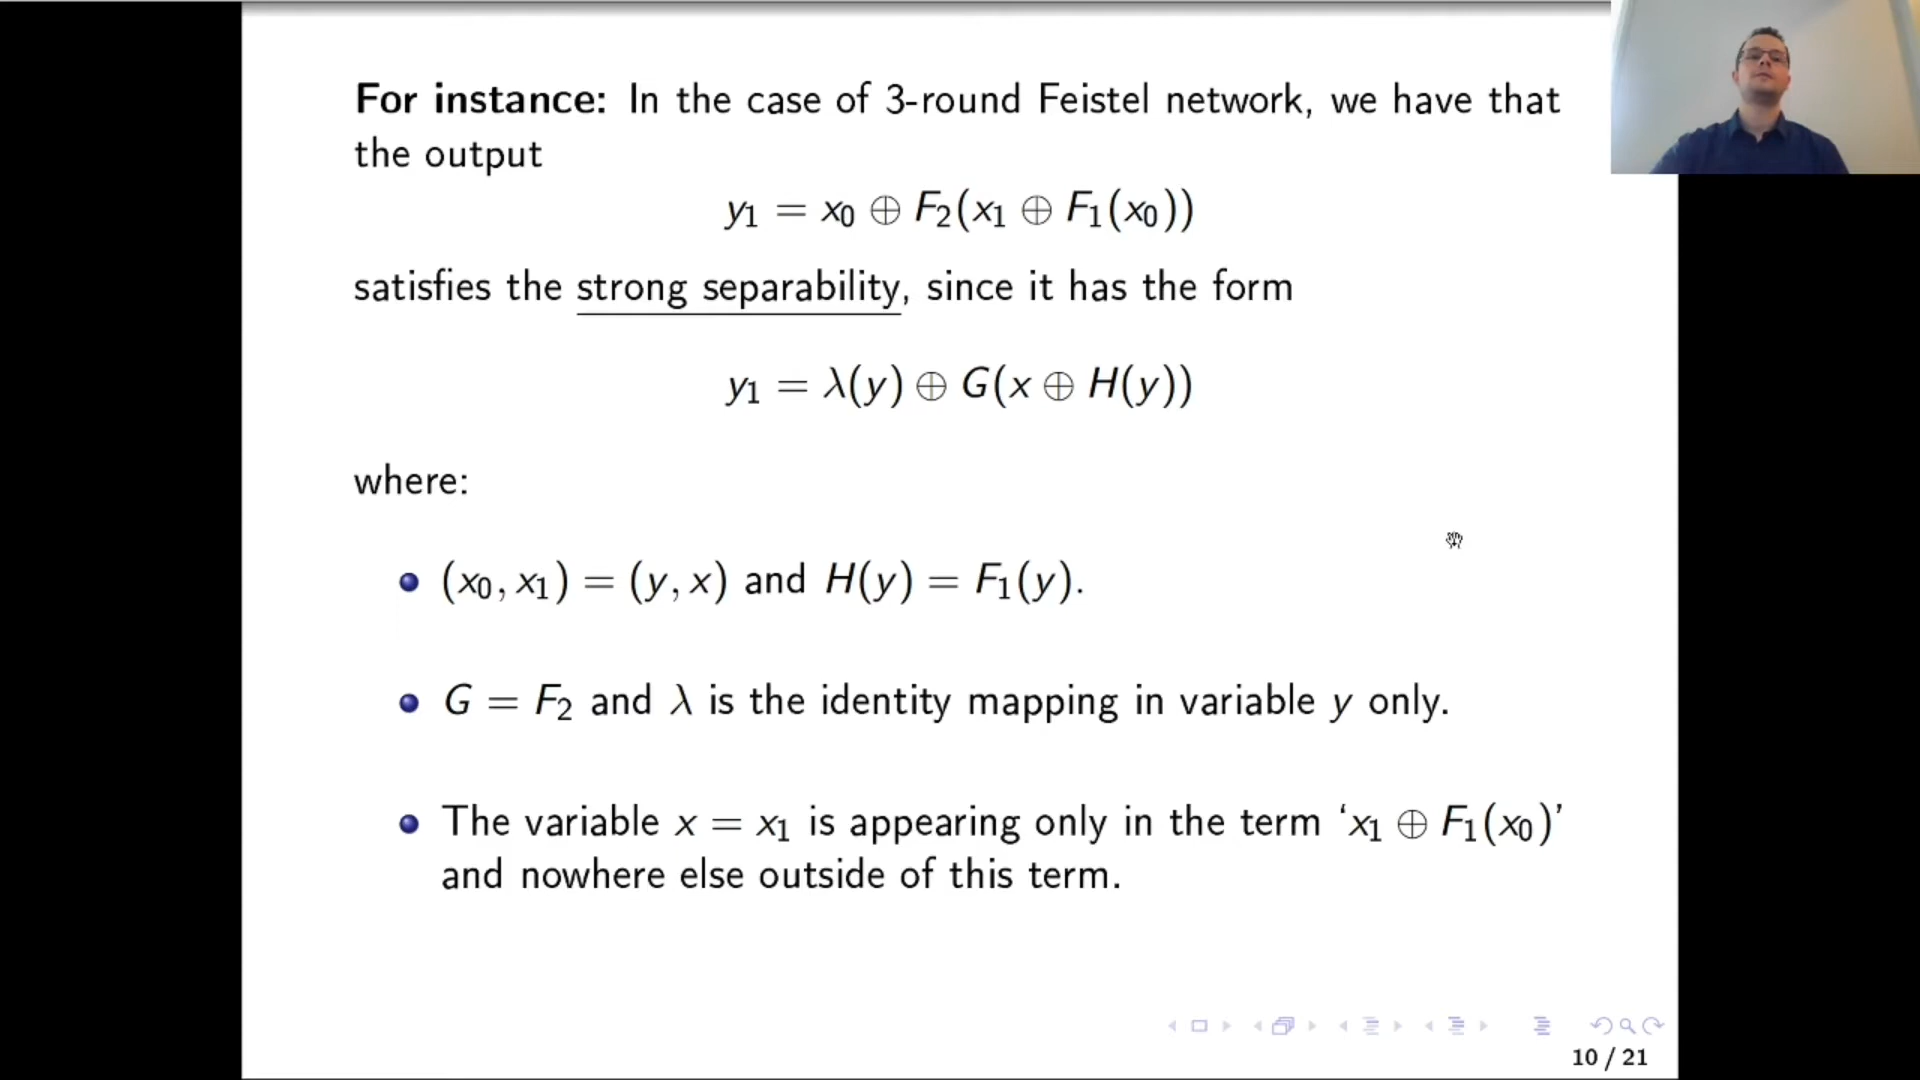 For instance: In the case of 3-round Feistel network, we have that
the output
y₁ = x₀ ⊕ F₂(x₁ ⊕ F₁(x₀))
satisfies the strong separability, since it has the form
y₁ = λ(y) ⊕ G(x ⊕ H(y))
where:
• (x₀, x₁) = (y, x) and H(y) = F₁(y).
• G = F₂ and λ is the identity mapping in variable y only.
• The variable x = x₁ is appearing only in the term ‘x₁ ⊕ F₁(x₀)’
and nowhere else outside of this term.
10 / 21